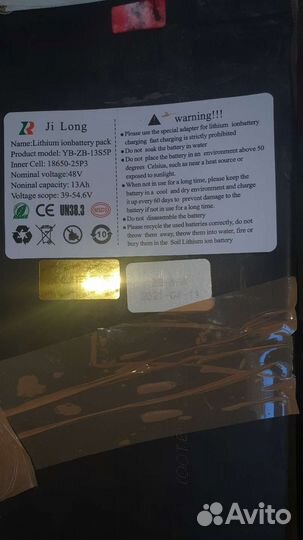 Ji Long
Name:Lithium ionbattery pack
Product model: YB-ZB-13S5P
Inner Cell: 18650-25P3
Nominal voltage:48V
Nominal capacity:13Ah
Voltage scope: 39-54.6V
CE UN38.3 MSDS
10
warning!!!
Please use the special adapter for lithium ionbattery
charging fast charging is strictly prohibited
Do not soak the battery in water
Do not place the battery in an environment above 50
degrees. Celsius, such as near a heat source or
exposed to sunlight.
When not in use for a long time, please keep the
battery in a cool and dry environment and charge
it up every 60 days to prevent damage to the
battery if not in use for a long time.
Do not disassemble the battery
Please recycle the used batteries correctly, do not
throw them away, throw them into water, fire or
bury them in the Soil Lithium ion battery
Avito